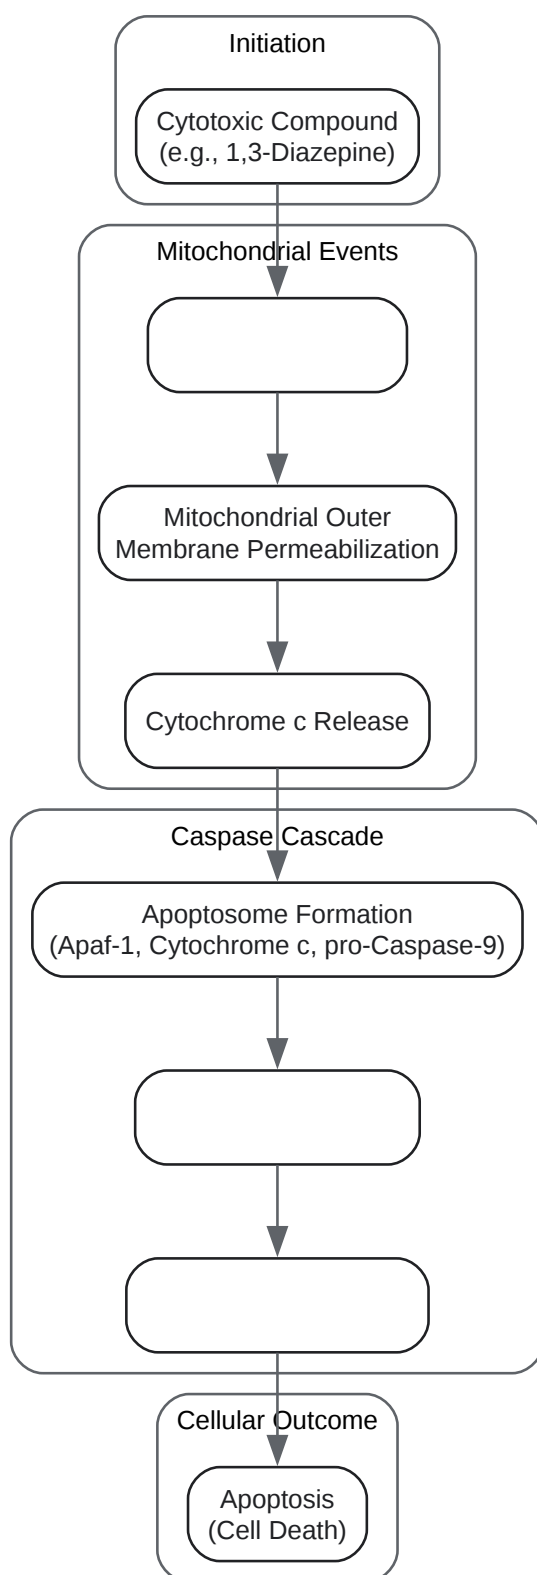 Initiation
Cytotoxic Compound
(e.g., 1,3-Diazepine)
Mitochondrial Events
Mitochondrial Outer
Membrane Permeabilization
Cytochrome c Release
Caspase Cascade
Apoptosome Formation
(Apaf-1, Cytochrome c, pro-Caspase-9)
Cellular Outcome
Apoptosis
(Cell Death)